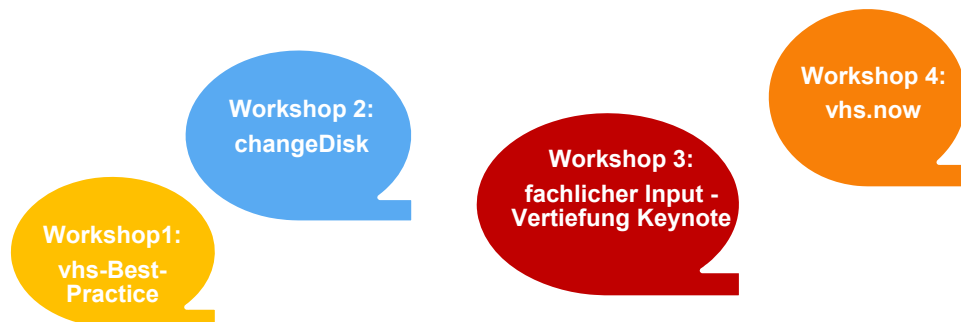 Workshop1:
vhs-Best-
Practice
Workshop 2:
changeDisk
Workshop 3:
fachlicher Input -
Vertiefung Keynote
Workshop 4:
vhs.now